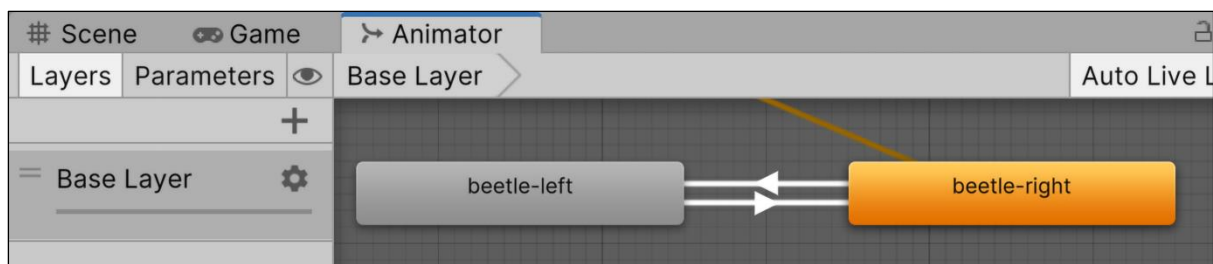 Scene Game Animator
Layers Parameters Base Layer Auto Live L
Base Layer
beetle-left beetle-right